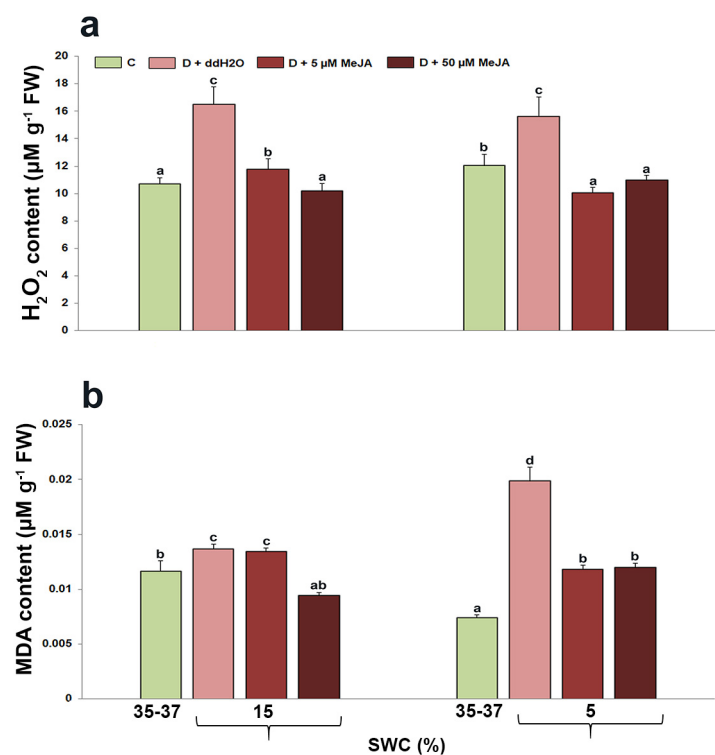 a
H₂O₂ content (µM g⁻¹ FW)
20
18
16
14
12
10
8
6
4
2
0
C D + ddH2O D + 5 µM MeJA D + 50 µM MeJA
a c b a b c a a
b
MDA content (µM g⁻¹ FW)
0.025
0.02
0.015
0.01
0.005
0
b c c ab a d b b
35-37 15 35-37 5
SWC (%)